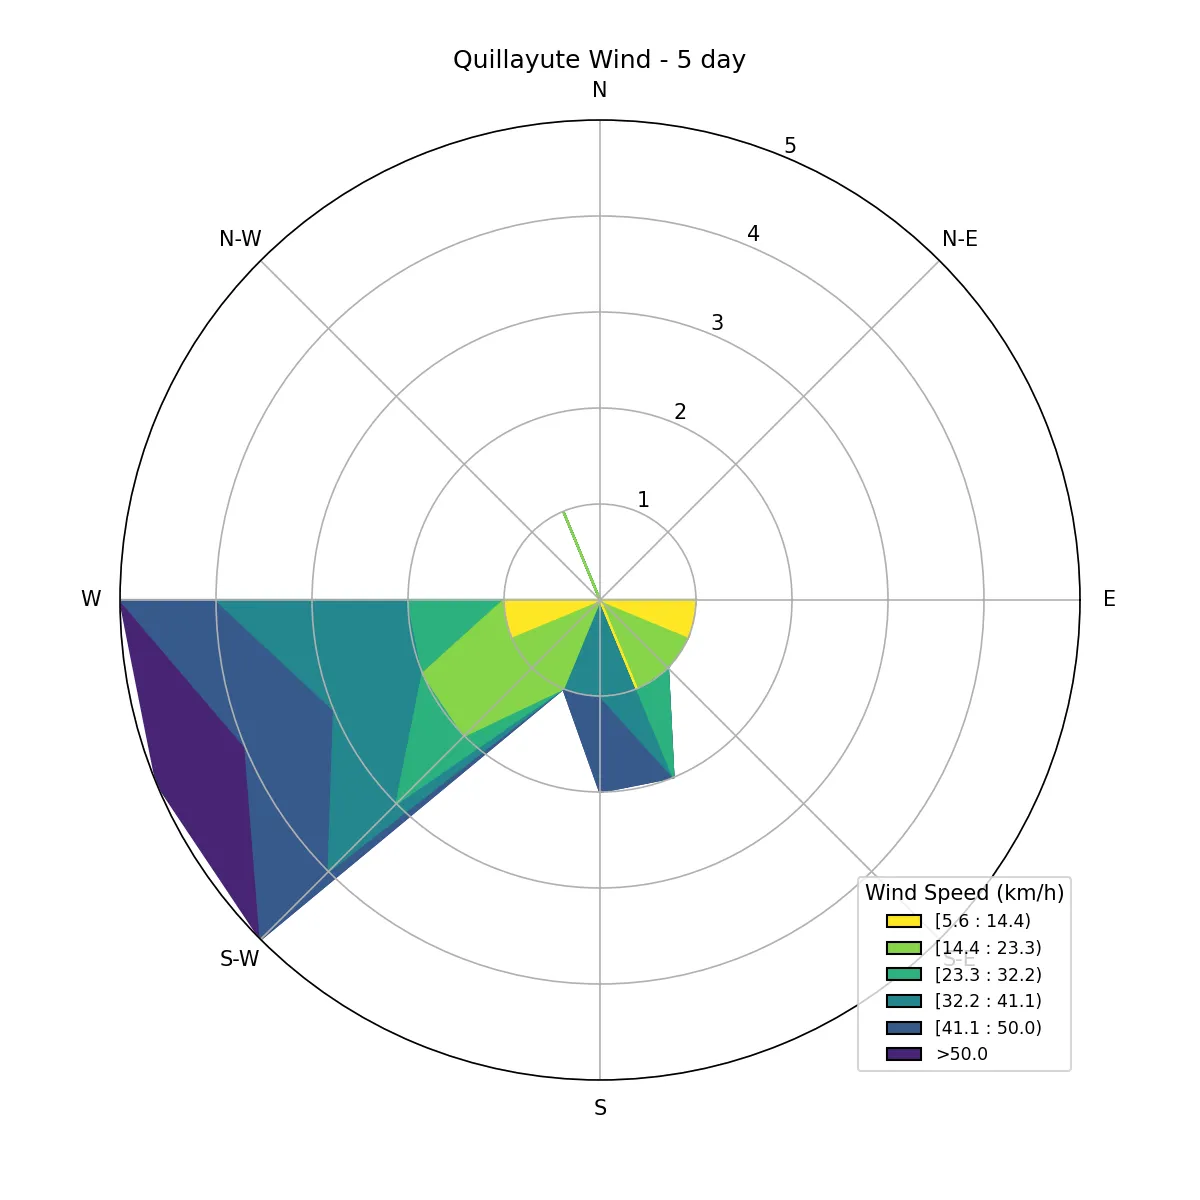 Quillayute Wind - 5 day
N
5
N-W
4
N-E
3
2
1
W
E
Wind Speed (km/h)
[5.6 : 14.4)
[14.4 : 23.3)
S-W
S-E
[23.3 : 32.2)
[32.2 : 41.1)
[41.1 : 50.0)
>50.0
S